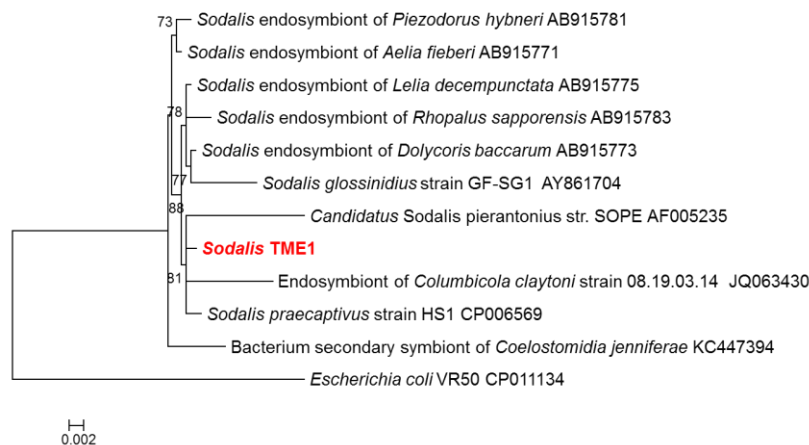 73
Sodalis endosymbiont of Piezodorus hybneri AB915781
Sodalis endosymbiont of Aelia fieberi AB915771
Sodalis endosymbiont of Lelia decempunctata AB915775
78
Sodalis endosymbiont of Rhopalus sapporensis AB915783
Sodalis endosymbiont of Dolycoris baccarum AB915773
77
Sodalis glossinidius strain GF-SG1 AY861704
88
Candidatus Sodalis pierantonius str. SOPE AF005235
Sodalis TME1
81
Endosymbiont of Columbicola claytoni strain 08.19.03.14 JQ063430
Sodalis praecaptivus strain HS1 CP006569
Bacterium secondary symbiont of Coelostomidia jenniferae KC447394
Escherichia coli VR50 CP011134
0.002